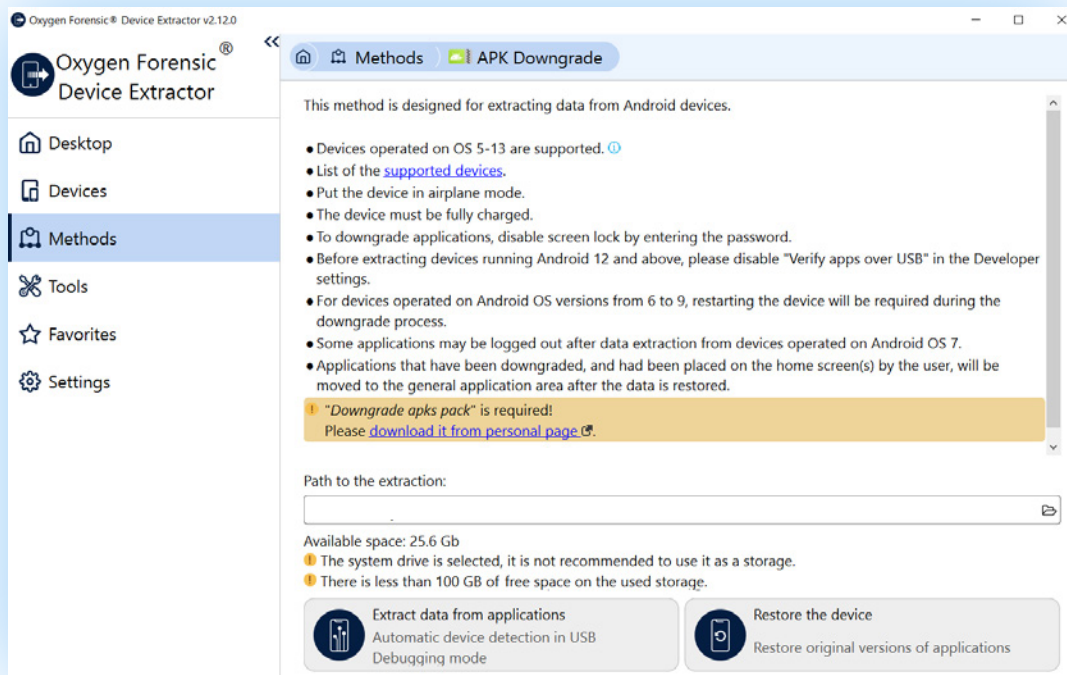 Oxygen Forensic® Device Extractor v2.12.0
Oxygen Forensic®
Device Extractor
Desktop
Devices
Methods
Tools
Favorites
Settings
Methods
APK Downgrade
This method is designed for extracting data from Android devices.
• Devices operated on OS 5-13 are supported.
• List of the supported devices.
• Put the device in airplane mode.
• The device must be fully charged.
• To downgrade applications, disable screen lock by entering the password.
• Before extracting devices running Android 12 and above, please disable "Verify apps over USB" in the Developer
settings.
• For devices operated on Android OS versions from 6 to 9, restarting the device will be required during the
downgrade process.
• Some applications may be logged out after data extraction from devices operated on Android OS 7.
• Applications that have been downgraded, and had been placed on the home screen(s) by the user, will be
moved to the general application area after the data is restored.
"Downgrade apks pack" is required!
Please download it from personal page.
Path to the extraction:
Available space: 25.6 Gb
The system drive is selected, it is not recommended to use it as a storage.
There is less than 100 GB of free space on the used storage.
Extract data from applications
Automatic device detection in USB
Debugging mode
Restore the device
Restore original versions of applications